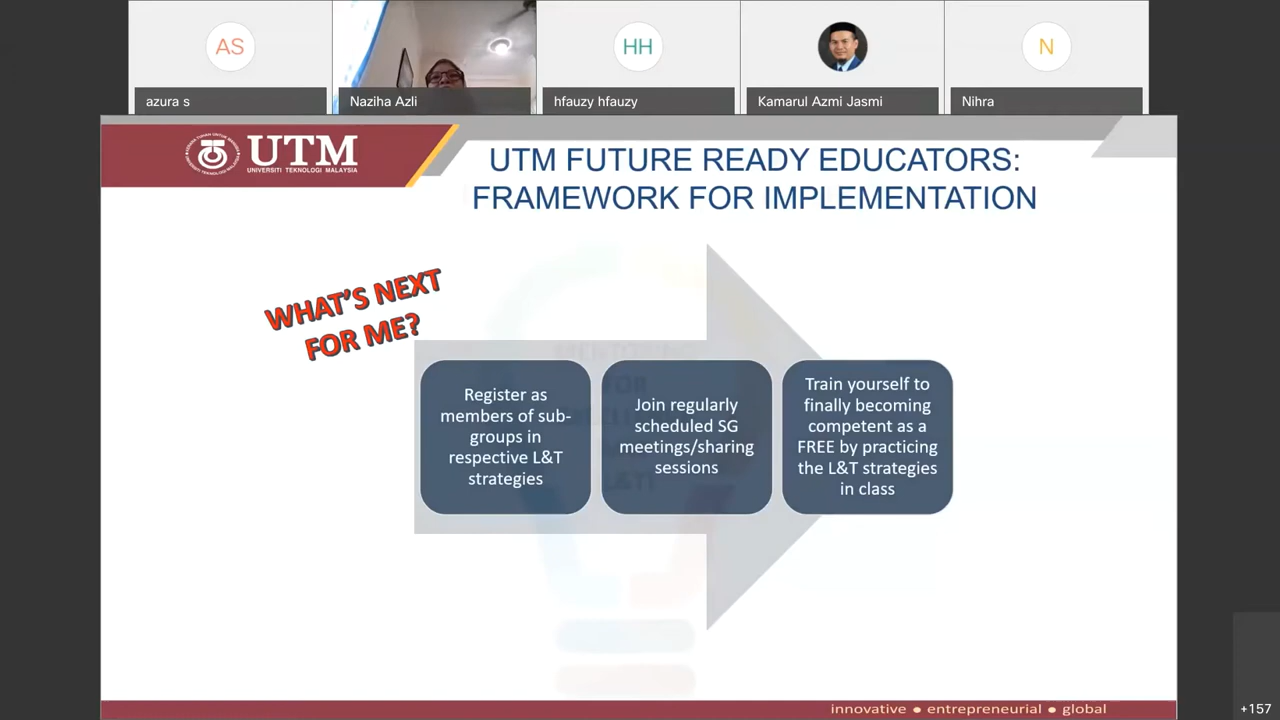 AS
HH
N
azura s
Naziha Azli
hfauzy hfauzy
Kamarul Azmi Jasmi
Nihra
UTM
UNIVERSITI TEKNOLOGI MALAYSIA
UTM FUTURE READY EDUCATORS:
FRAMEWORK FOR IMPLEMENTATION
WHAT'S NEXT
FOR ME?
Register as
members of sub-
groups in
respective L&T
strategies
Join regularly
scheduled SG
meetings/sharing
sessions
Train yourself to
finally becoming
competent as a
FREE by practicing
the L&T strategies
in class
innovative ● entrepreneurial ● global
+157